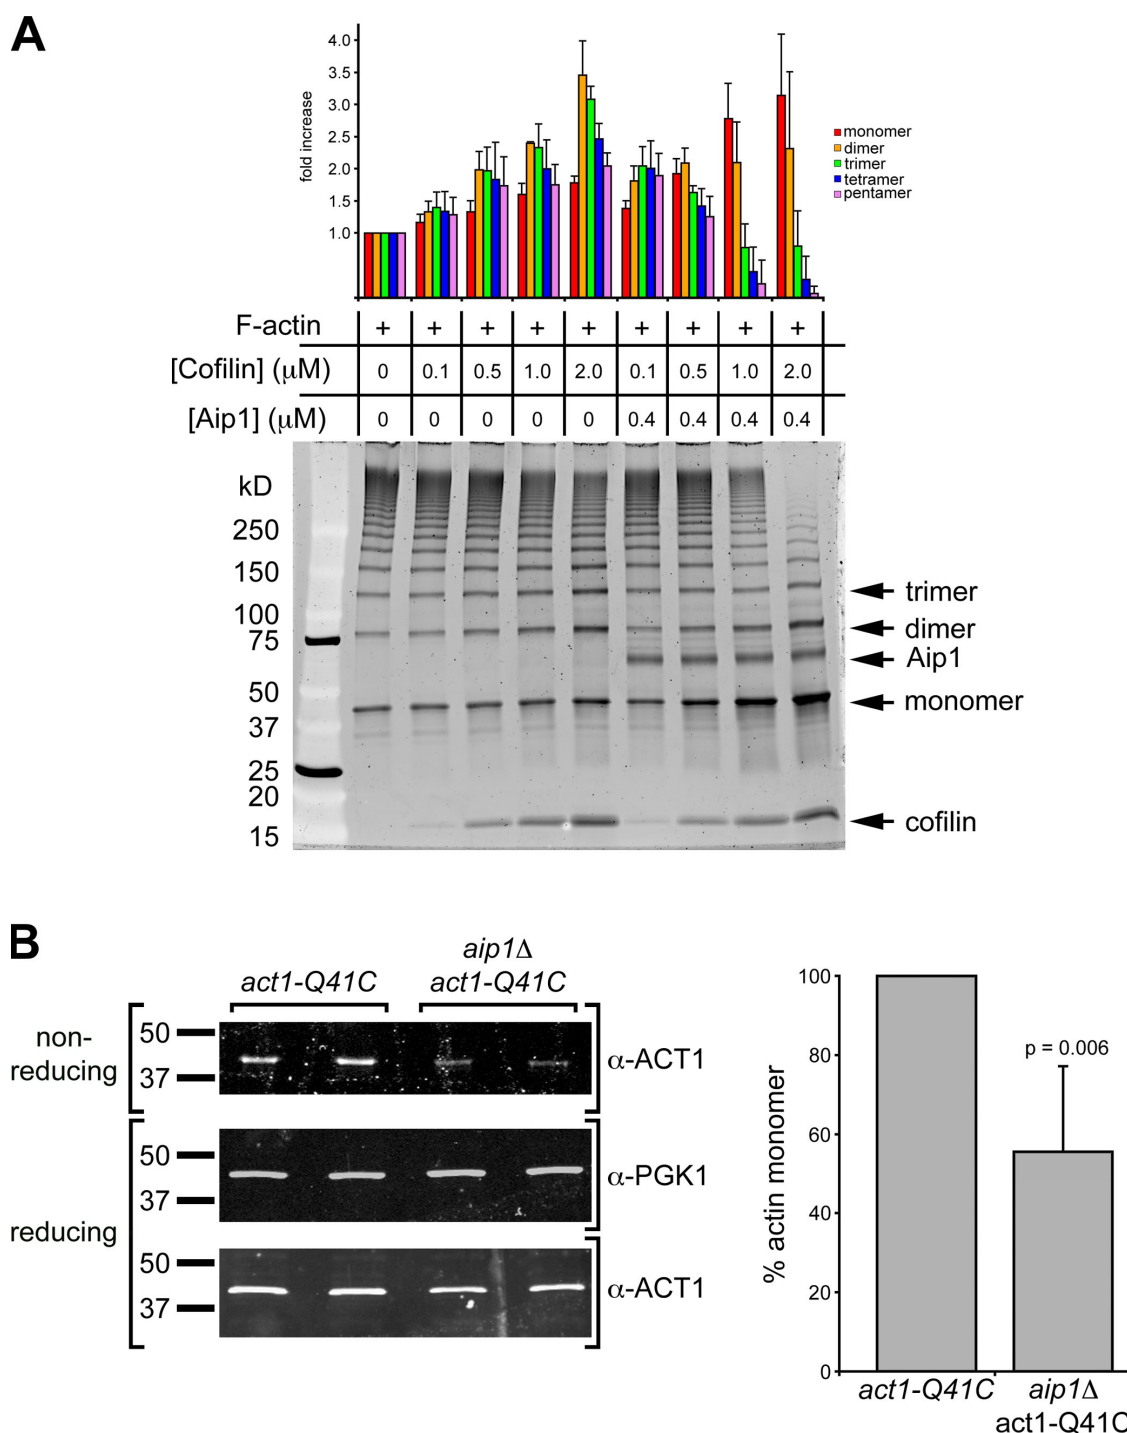 A
4.0
3.5
3.0
2.5
2.0
1.5
1.0
fold increase
monomer
dimer
trimer
tetramer
pentamer
F-actin + + + + + + + + +
[Cofilin] (μM) 0 0.1 0.5 1.0 2.0 0.1 0.5 1.0 2.0
[Aip1] (μM) 0 0 0 0 0 0.4 0.4 0.4 0.4
kD
250
150
100
75
50
37
25
20
15
trimer
dimer
Aip1
monomer
cofilin
B
act1-Q41C
aip1Δ
act1-Q41C
non-
reducing
50
37
α-ACT1
reducing
50
37
α-PGK1
50
37
α-ACT1
% actin monomer
100
80
60
40
20
0
p = 0.006
act1-Q41C
aip1Δ
act1-Q41C